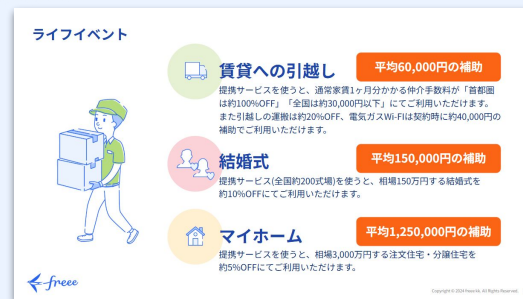 ライフイベント
賃貸への引越し
平均60,000円の補助
提携サービスを使うと、通常家賃1ヶ月分かかる仲介手数料が「首都圏
は約100%OFF」「全国は約30,000円以下」にてご利用いただけます。
また引越しの運搬は約20%OFF、電気ガスWi-FIは契約時に約40,000円の
補助でご利用いただけます。
結婚式
平均150,000円の補助
提携サービス(全国約200式場)を使うと、相場150万円する結婚式を
約10%OFFにてご利用いただけます。
マイホーム
平均1,250,000円の補助
提携サービスを使うと、相場3,000万円する注文住宅・分譲住宅を
約5%OFFにてご利用いただけます。
freee
Copyright © 2024 freee kk. All Rights Reserved.